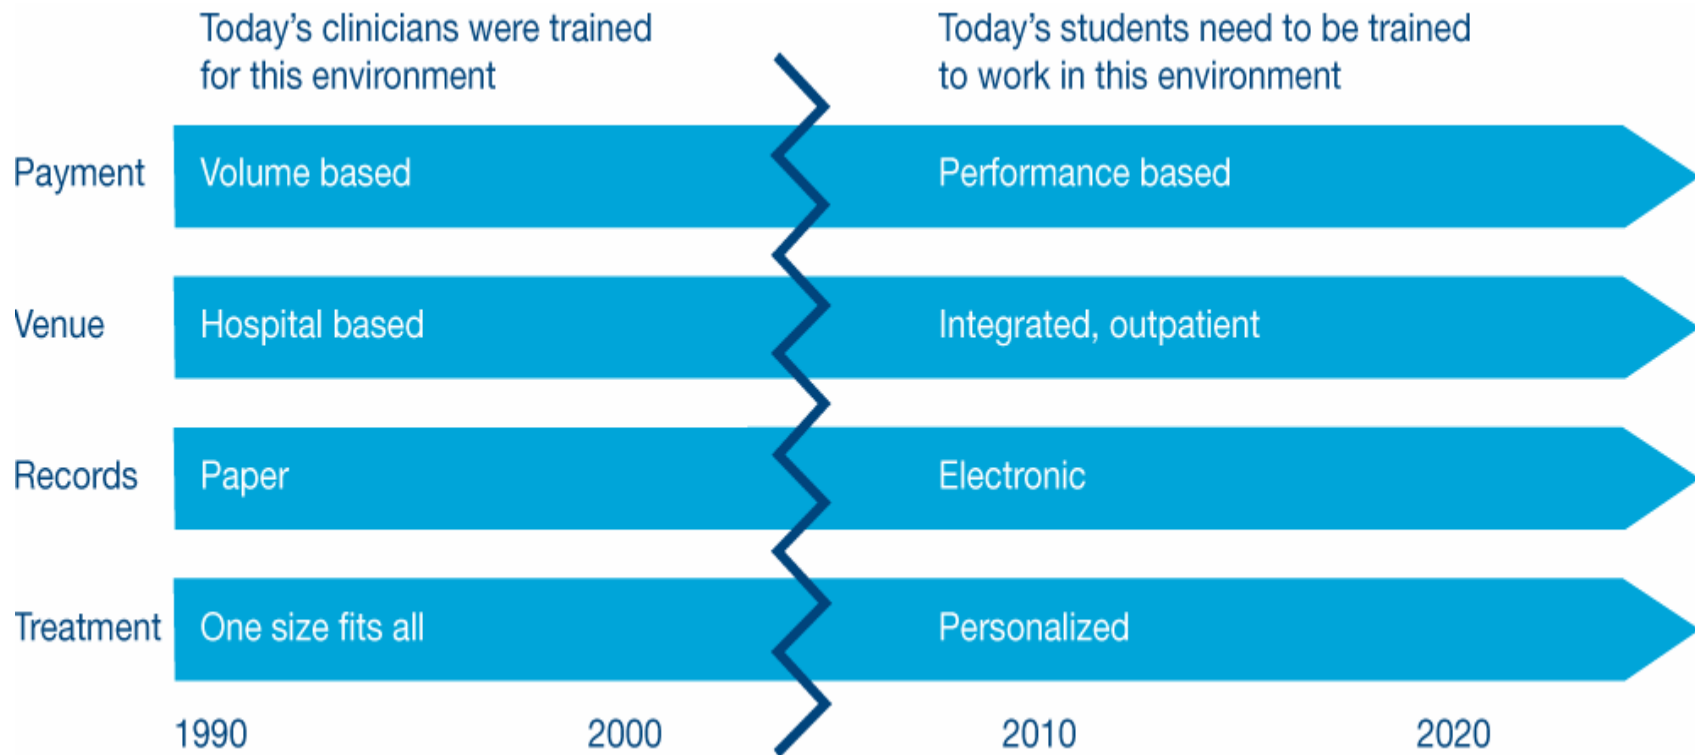 Today's clinicians were trained
for this environment
Today's students need to be trained
to work in this environment
Payment
Volume based
Performance based
Venue
Hospital based
Integrated, outpatient
Records
Paper
Electronic
Treatment
One size fits all
Personalized
1990
2000
2010
2020